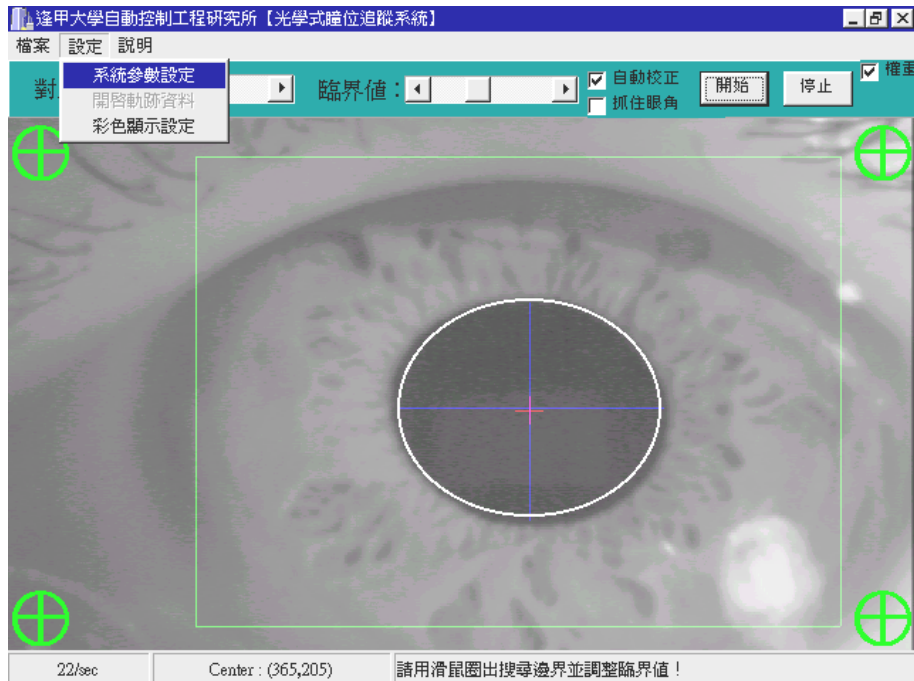 逢甲大學自動控制工程研究所【光學式瞳位追蹤系統】
檔案 設定 說明
系統參數設定
開啓軌跡資料
彩色顯示設定
對
臨界值：
自動校正
抓住眼角
開始
停止
權重
22/sec
Center : (365,205)
請用滑鼠圈出搜尋邊界並調整臨界值！